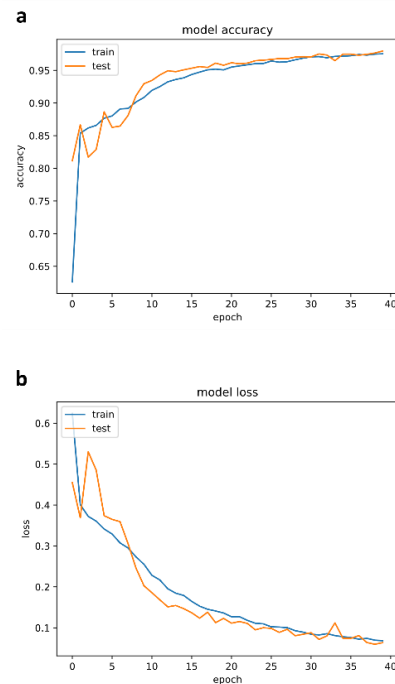 a
model accuracy
train
test
0.95
0.90
0.85
0.80
0.75
0.70
0.65
accuracy
0 5 10 15 20 25 30 35 40
epoch
b
model loss
train
test
0.6
0.5
0.4
0.3
0.2
0.1
loss
0 5 10 15 20 25 30 35 40
epoch